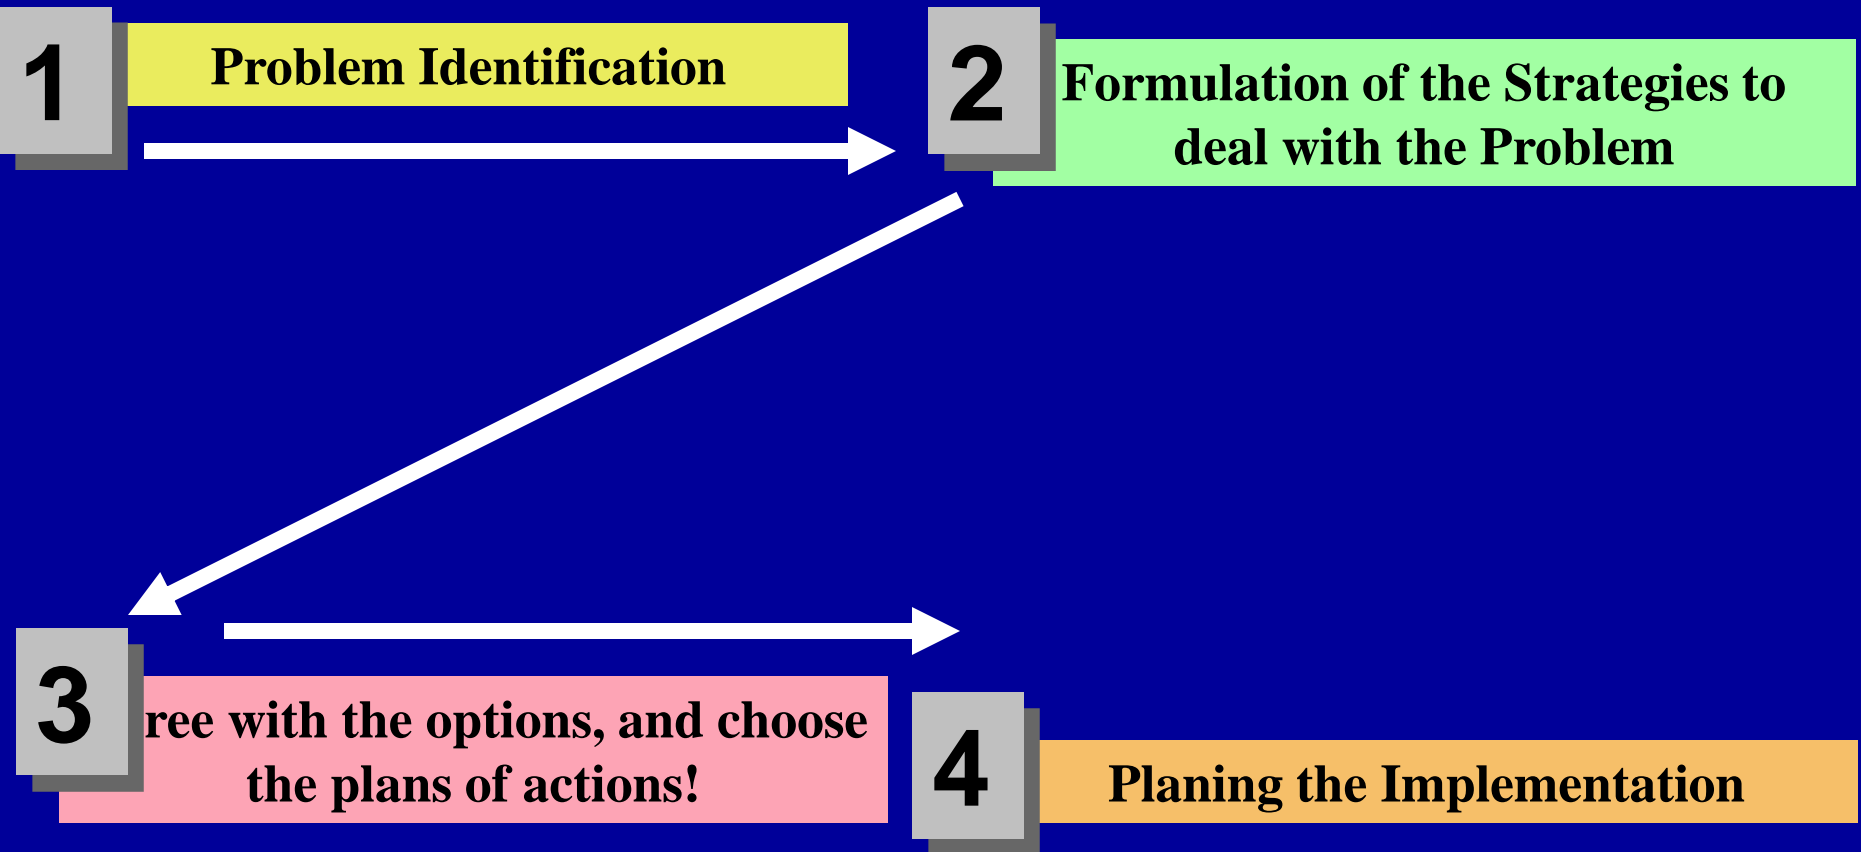 1
Problem Identification
2
Formulation of the Strategies to
deal with the Problem
3
ree with the options, and choose
the plans of actions!
4
Planing the Implementation